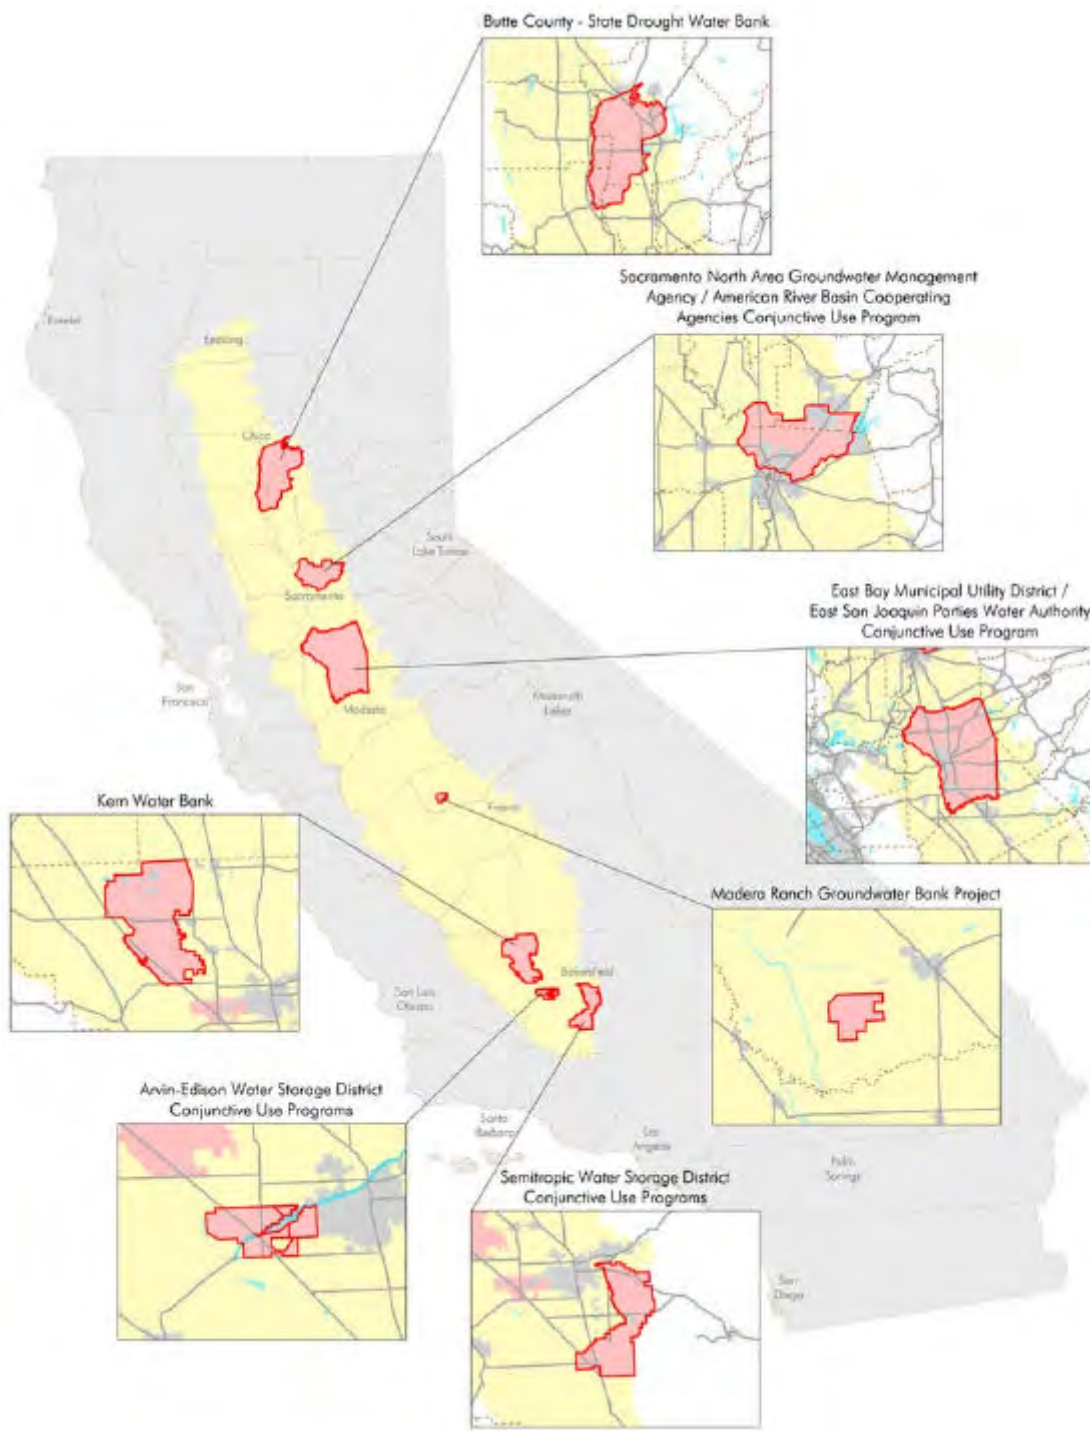 Butte County - State Drought Water Bank
Sacramento North Area Groundwater Management
Agency / American River Basin Cooperating
Agencies Conjunctive Use Program
Redding
Chico
South
Lake Tahoe
Sacramento
East Bay Municipal Utility District /
East San Joaquin Parties Water Authority
Conjunctive Use Program
San
Francisco
Modesto
Mammoth
Lakes
Kern Water Bank
Fresno
Madera Ranch Groundwater Bank Project
Bakersfield
San Luis
Obispo
Arvin-Edison Water Storage District
Conjunctive Use Programs
Santa
Barbara
Los
Angeles
Palm
Springs
Semitropic Water Storage District
Conjunctive Use Programs
San
Diego